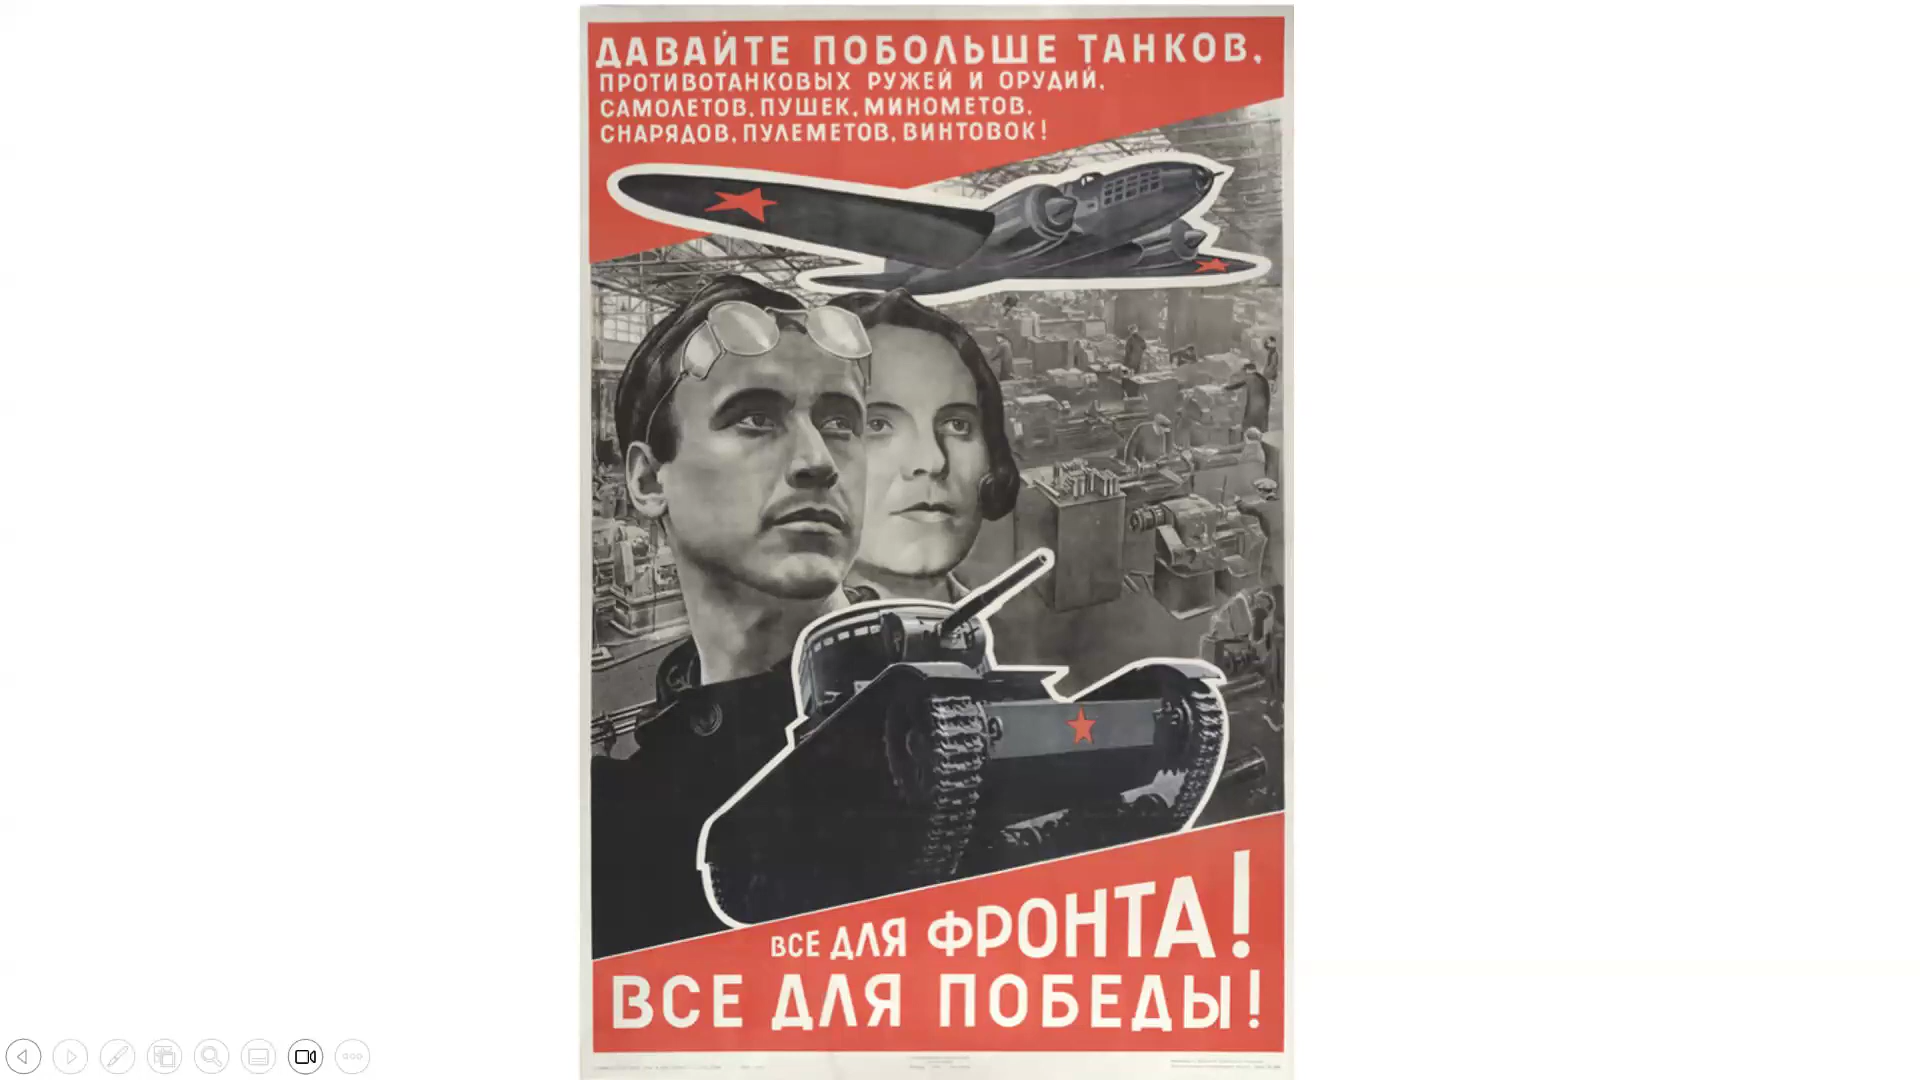 ДАВАЙТЕ ПОБОЛЬШЕ ТАНКОВ,
ПРОТИВОТАНКОВЫХ РУЖЕЙ И ОРУДИЙ,
САМОЛЕТОВ, ПУШЕК, МИНОМЕТОВ,
СНАРЯДОВ, ПУЛЕМЕТОВ, ВИНТОВОК!
ВСЕ ДЛЯ ФРОНТА!
ВСЕ ДЛЯ ПОБЕДЫ!